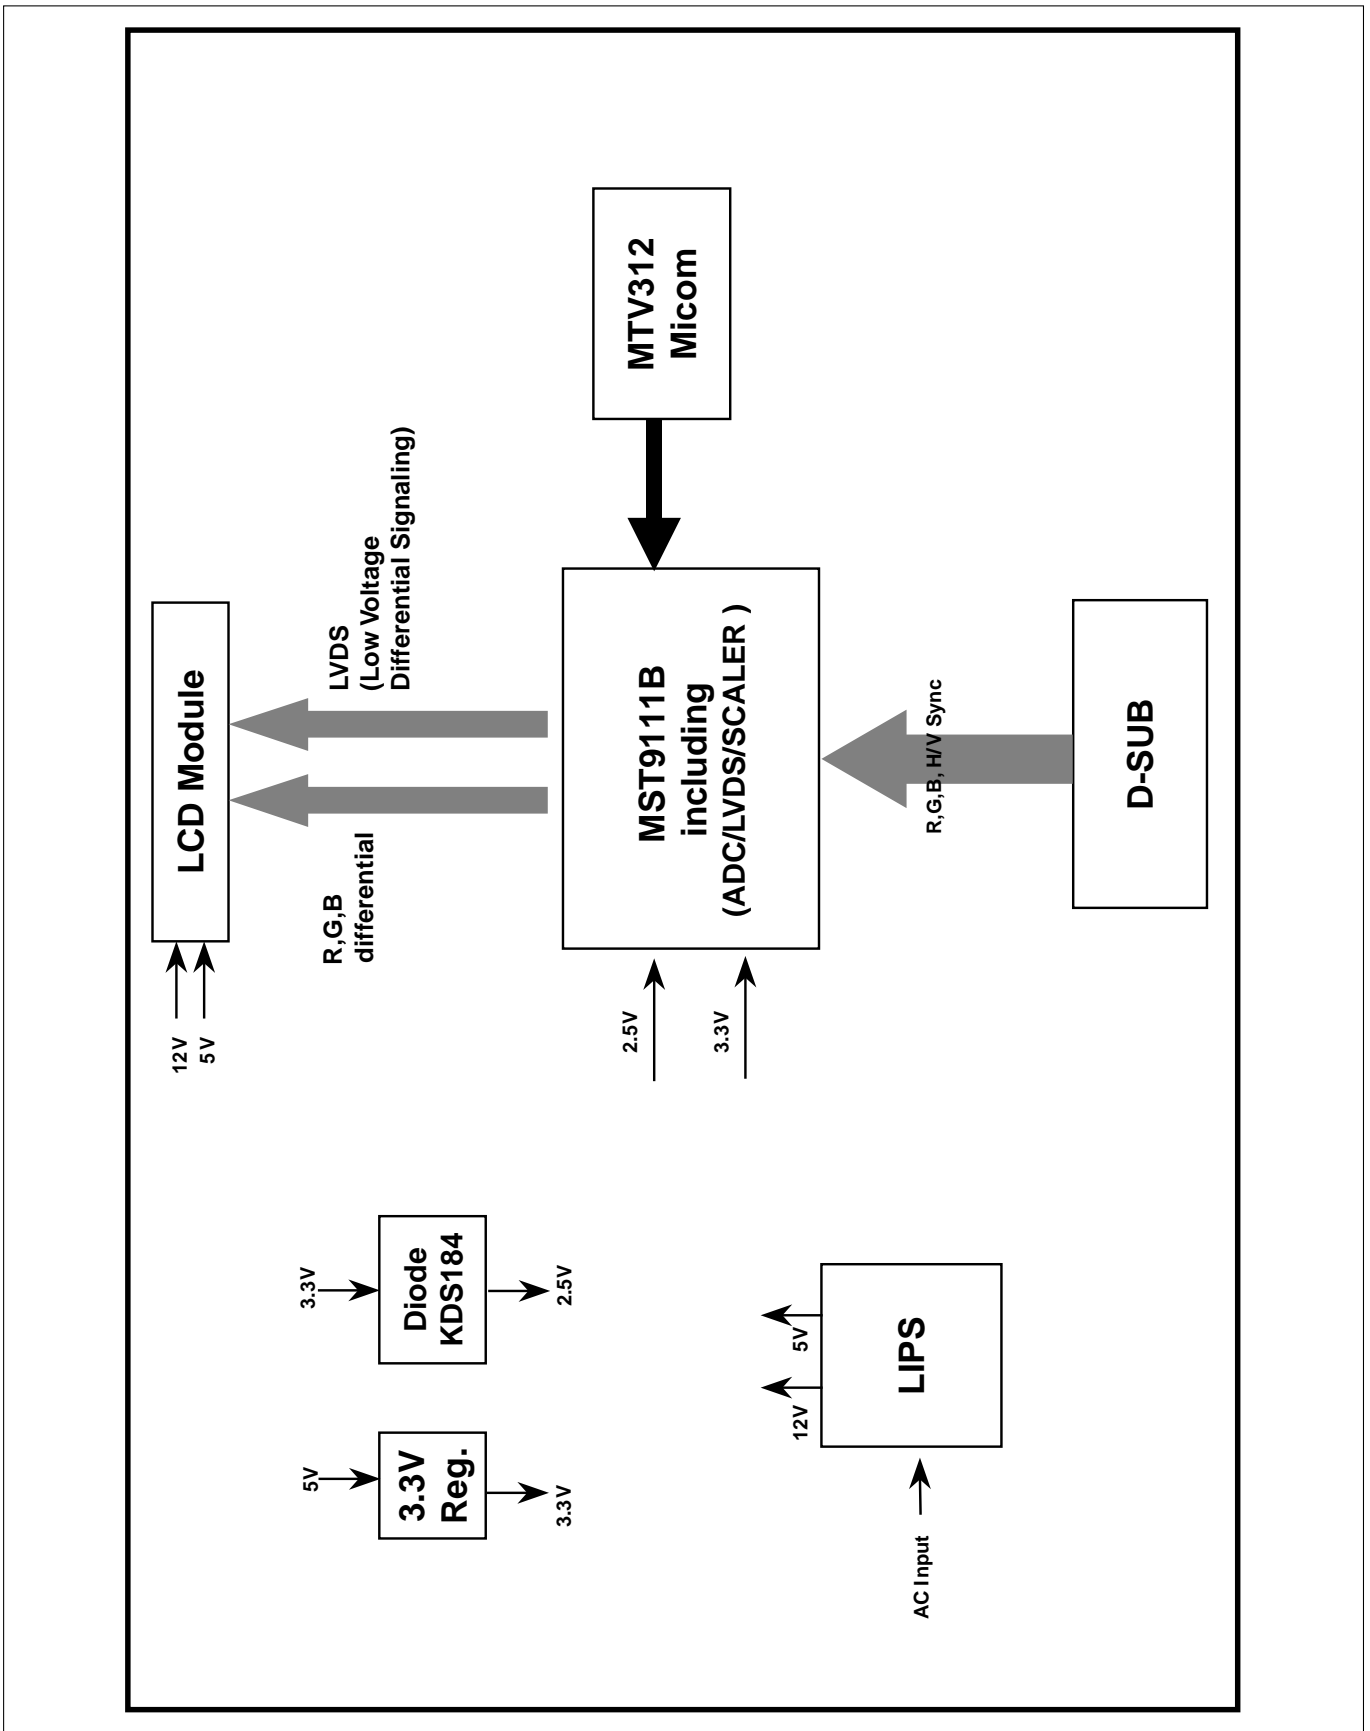 12V
5V
LCD Module
R,G,B
differential
LVDS
(Low Voltage
Differential Signaling)
5V
3.3V
Reg.
3.3V
3.3V
Diode
KDS184
2.5V
2.5V
3.3V
MST9111B
including
(ADC/LVDS/SCALER )
MTV312
Micom
12V
5V
AC Input
LIPS
R,G,B, H/V Sync
D-SUB